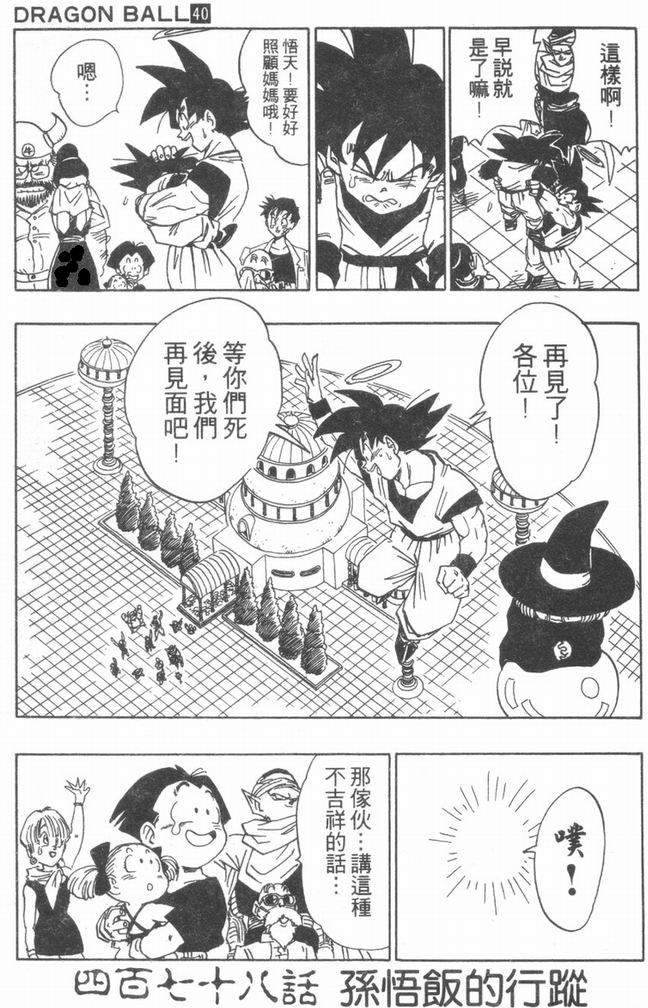 DRAGON BALL 40
這樣啊！
早說就
是了嘛！
悟天！要好好
照顧媽媽哦！
嗯…
再見了！
各位！
等你們死
後，我們
再見面吧！
噗！
那傢伙…講這種
不吉祥的話…
四百七十八話 孫悟飯的行蹤